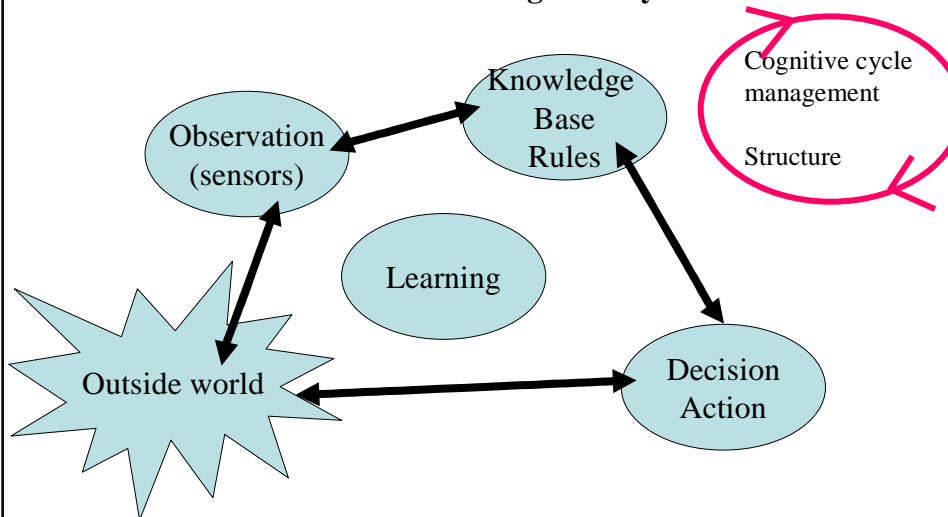 Knowledge
Base
Rules
Cognitive cycle
management
Structure
Observation
(sensors)
Learning
Outside world
Decision
Action